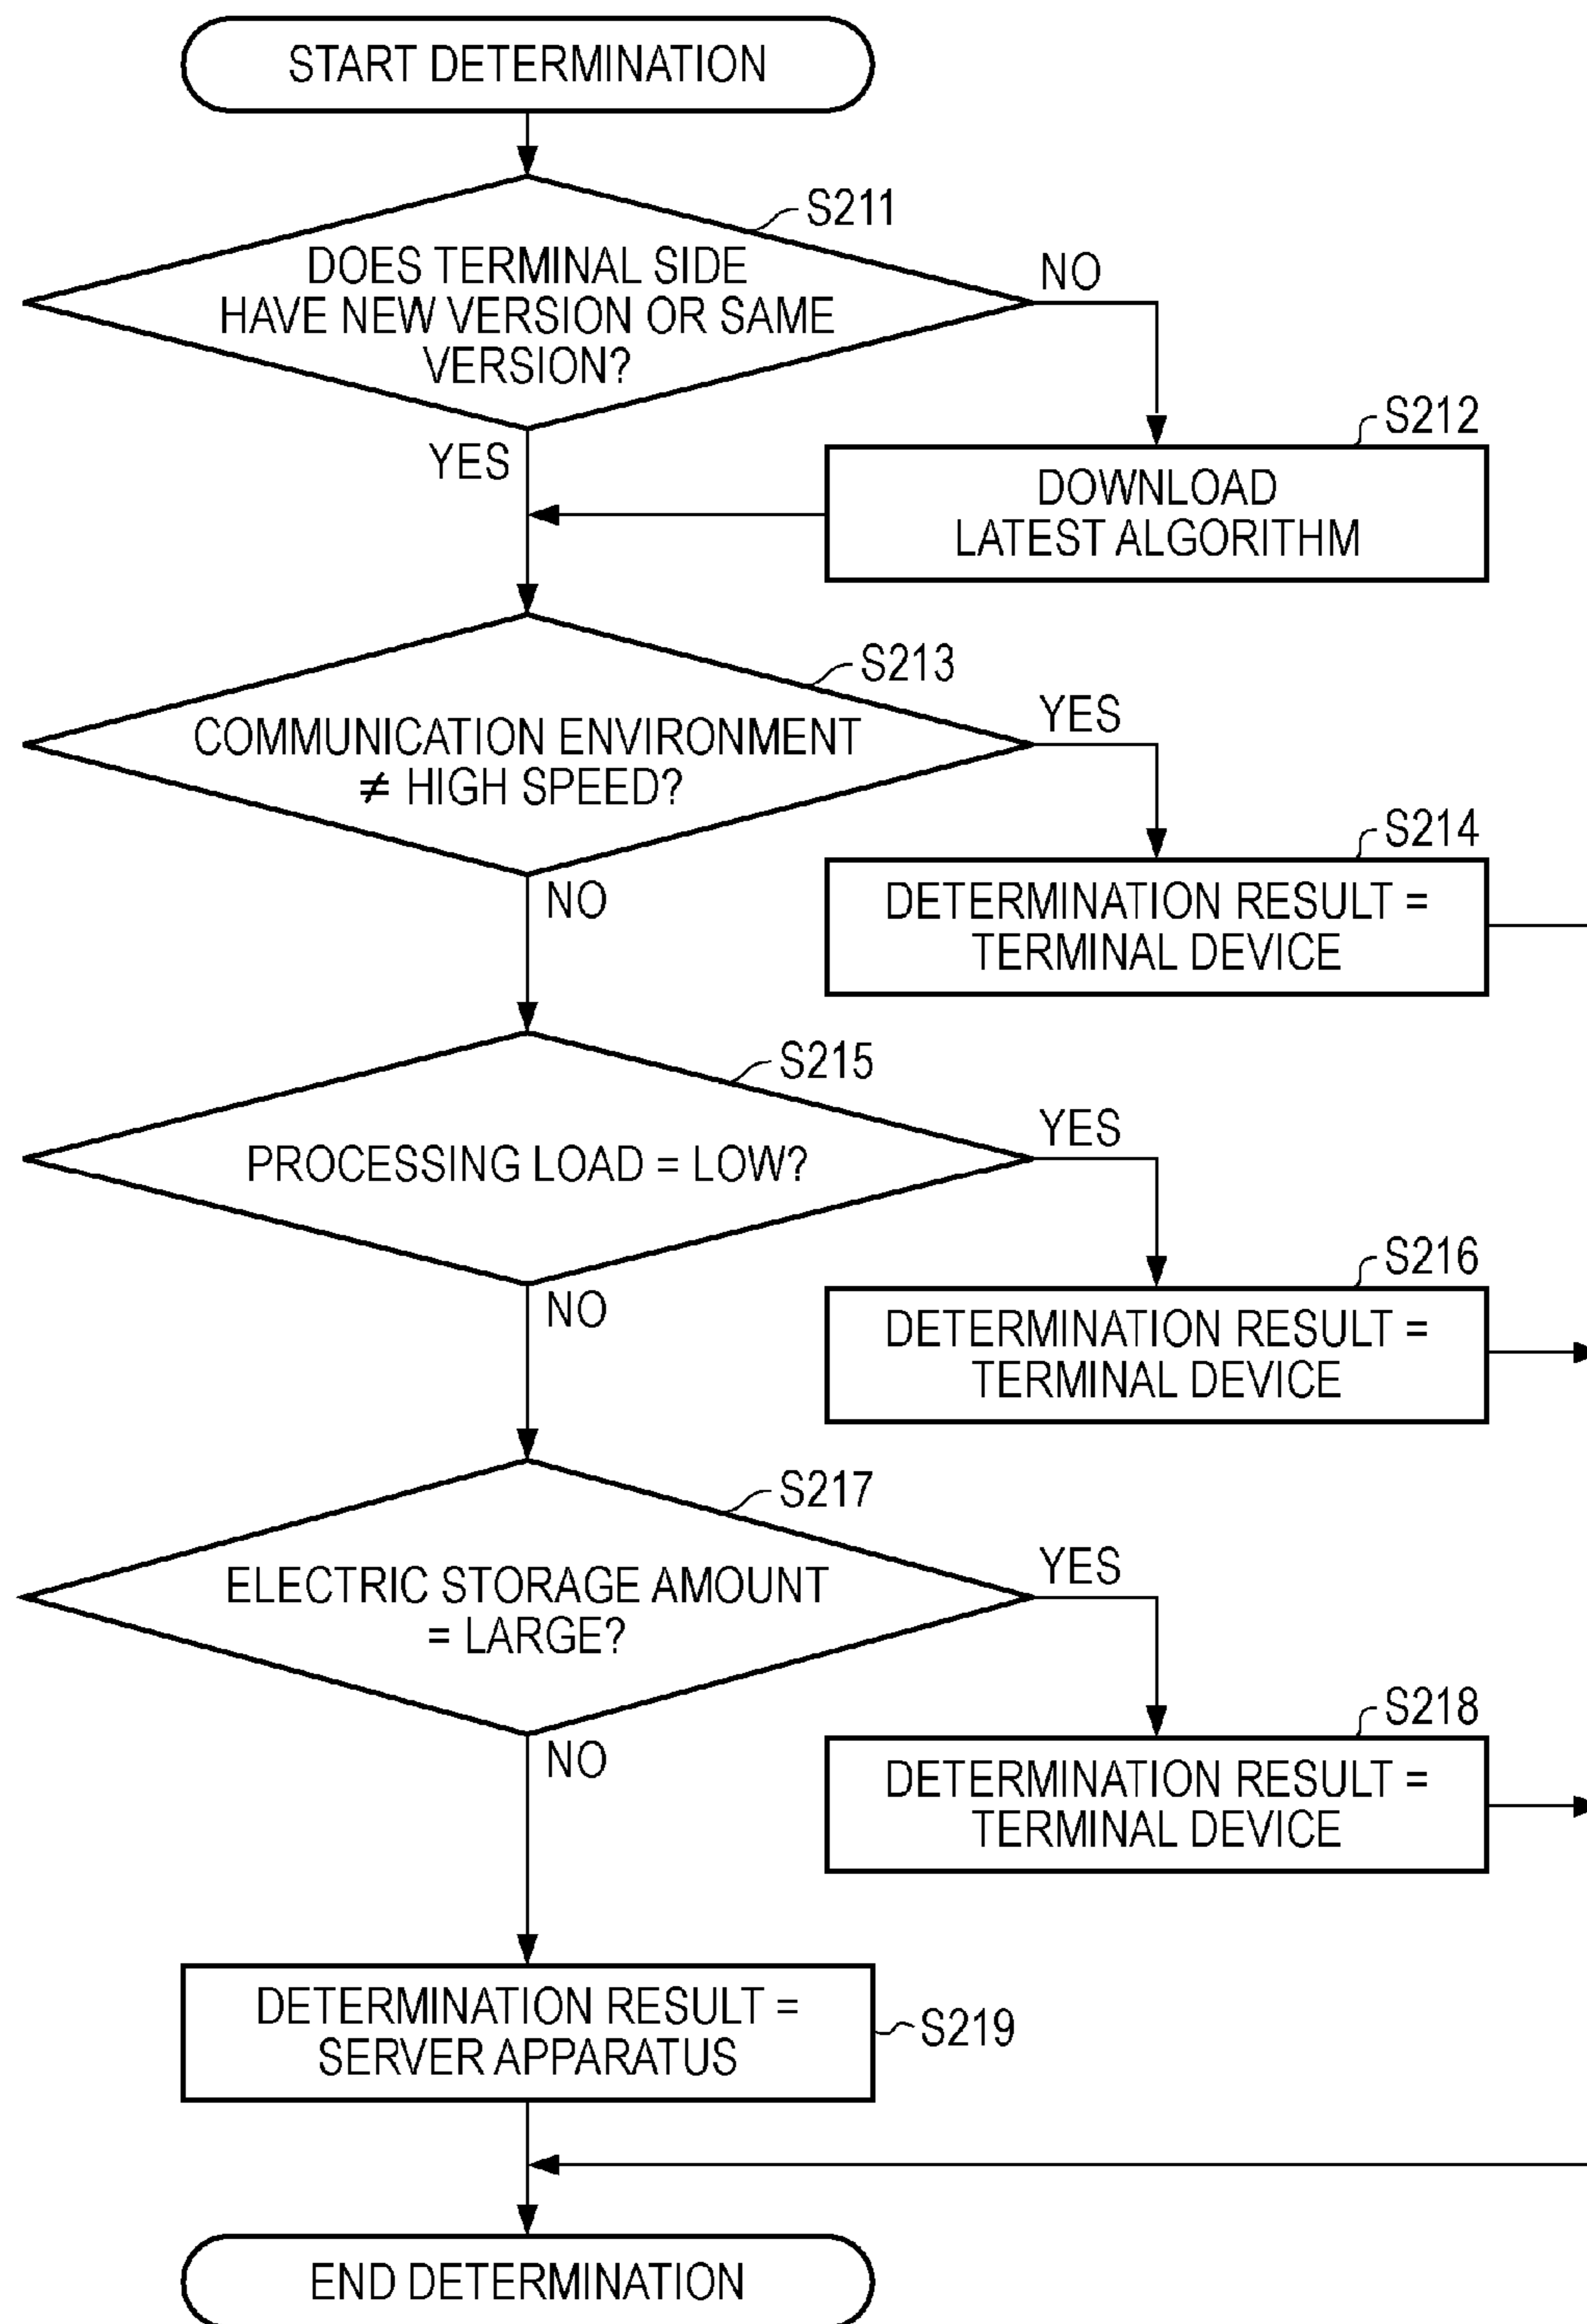 START DETERMINATION
S211
DOES TERMINAL SIDE
HAVE NEW VERSION OR SAME
VERSION?
NO
YES
S212
DOWNLOAD
LATEST ALGORITHM
S213
COMMUNICATION ENVIRONMENT
≠ HIGH SPEED?
YES
NO
S214
DETERMINATION RESULT =
TERMINAL DEVICE
S215
PROCESSING LOAD = LOW?
YES
NO
S216
DETERMINATION RESULT =
TERMINAL DEVICE
S217
ELECTRIC STORAGE AMOUNT
= LARGE?
YES
NO
S218
DETERMINATION RESULT =
TERMINAL DEVICE
DETERMINATION RESULT =
SERVER APPARATUS
S219
END DETERMINATION